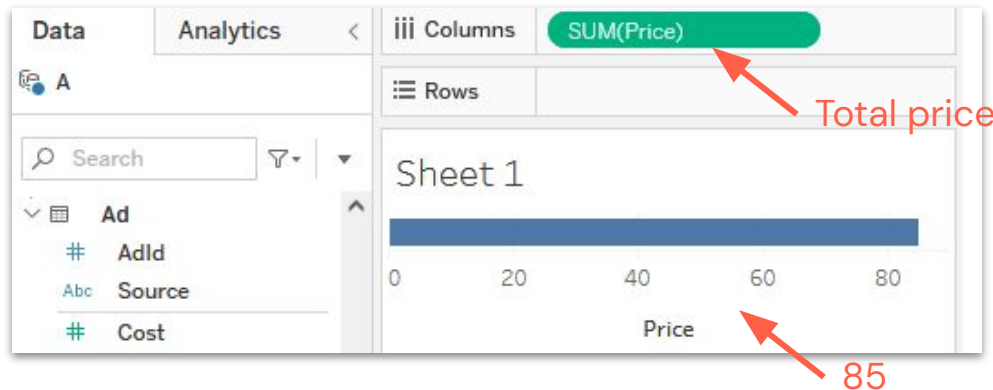 Data Analytics
A
Search
Ad
# AdId
Abc Source
# Cost
iii Columns SUM(Price)
Rows
Total price
Sheet 1
0 20 40 60 80
Price
85